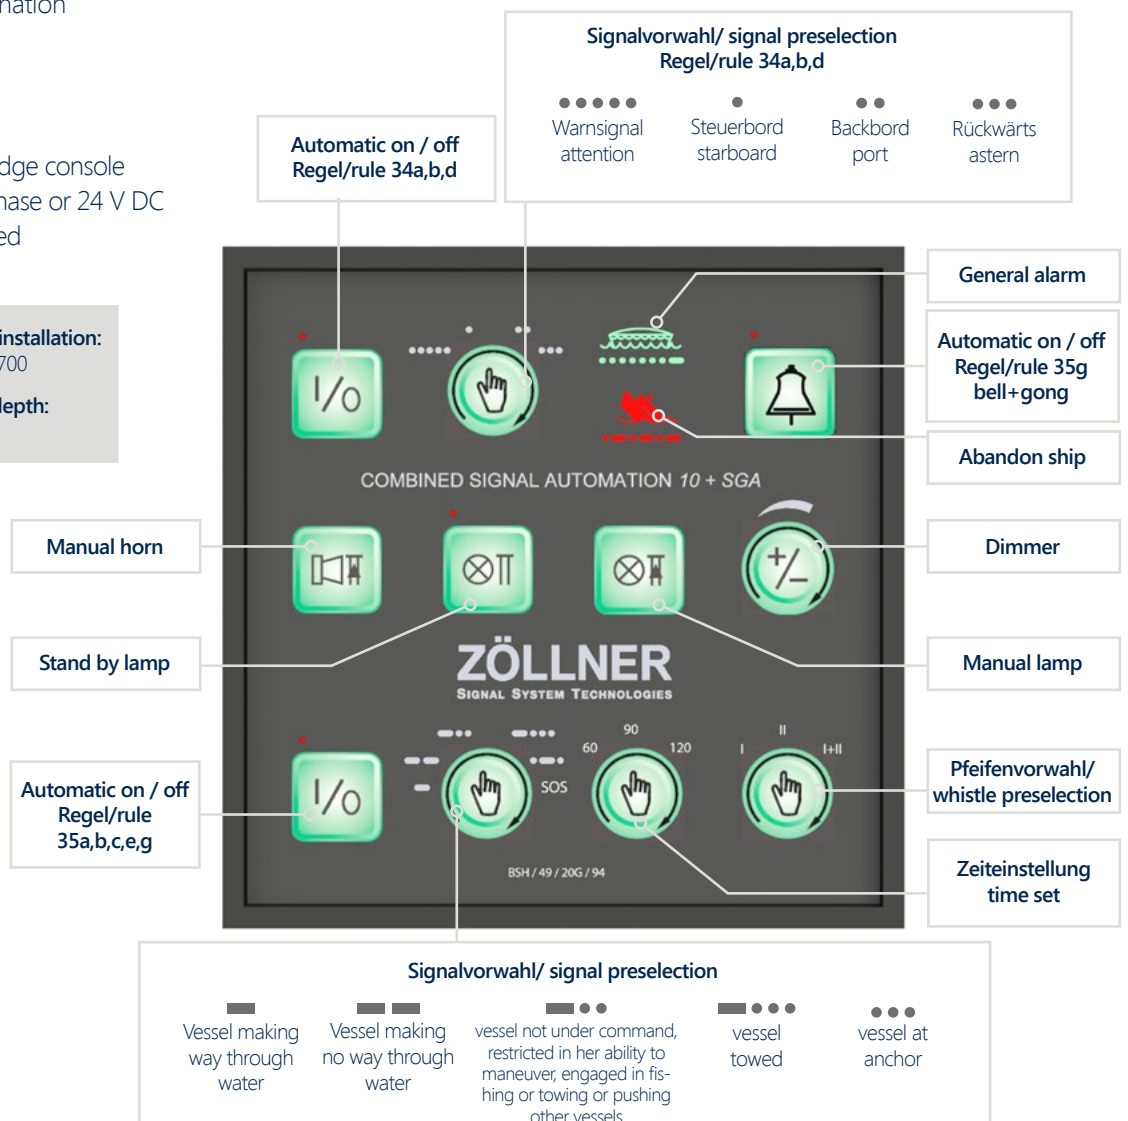 Signalvorwahl/ signal preselection
Regel/rule 34a,b,d
Warnsignal
attention
Steuerbord
starboard
Backbord
port
Rückwärts
astern
Automatic on / off
Regel/rule 34a,b,d
console
or 24 V DC
installation:
700
General alarm
Automatic on / off
Regel/rule 35g
bell+gong
Abandon ship
I/0
COMBINED SIGNAL AUTOMATION 10 + SGA
Manual horn
Dimmer
+/-
Stand by lamp
Manual lamp
ZÖLLNER
SIGNAL SYSTEM TECHNOLOGIES
Automatic on / off
Regel/rule
35a,b,c,e,g
I/0
SOS
60
90
120
I
II
I+II
Pfeifenvorwahl/
whistle preselection
BSH / 49 / 20G / 94
Zeiteinstellung
time set
Signalvorwahl/ signal preselection
Vessel making
way through
water
Vessel making
no way through
water
vessel not under command,
restricted in her ability to
maneuver, engaged in fis-
hing or towing or pushing
other vessels
vessel
towed
vessel at
anchor